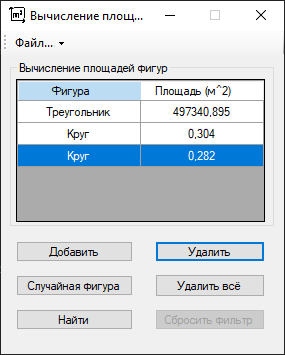 m² Вычисление площ...
Файл...
Вычисление площадей фигур
Фигура Площадь (м^2)
Треугольник 497340,895
Круг 0,304
Круг 0,282
Добавить Удалить
Случайная фигура Удалить всё
Найти Сбросить фильтр